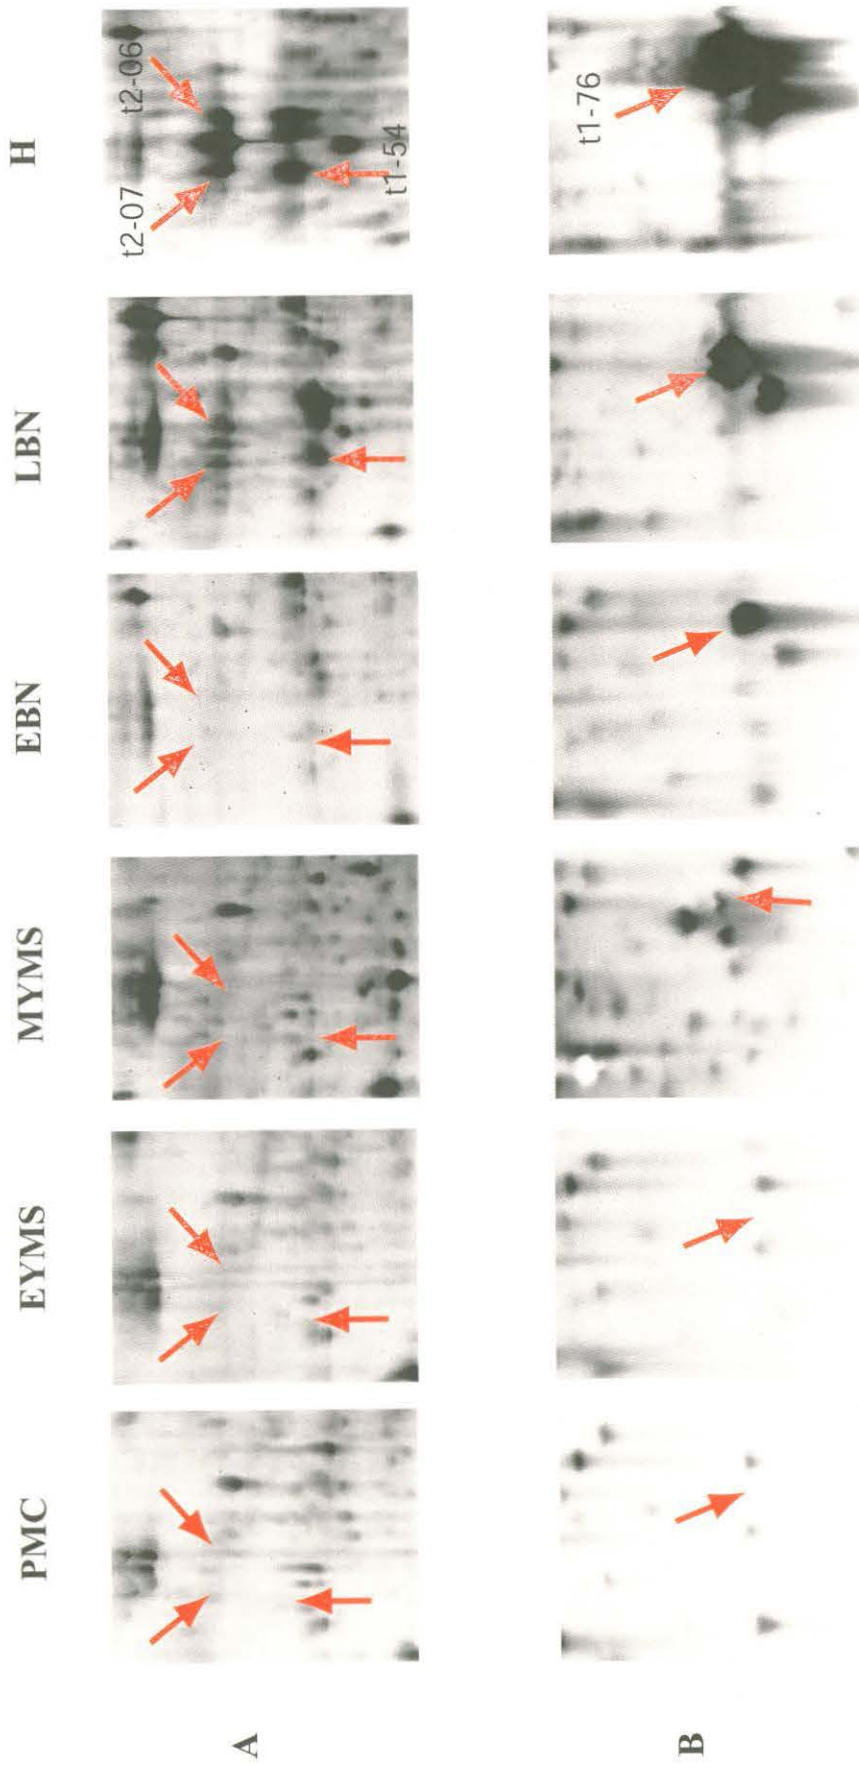 PMC EYMS MYMS EBN LBN H
A
t2-07 t2-06
t1-54
B
t1-76